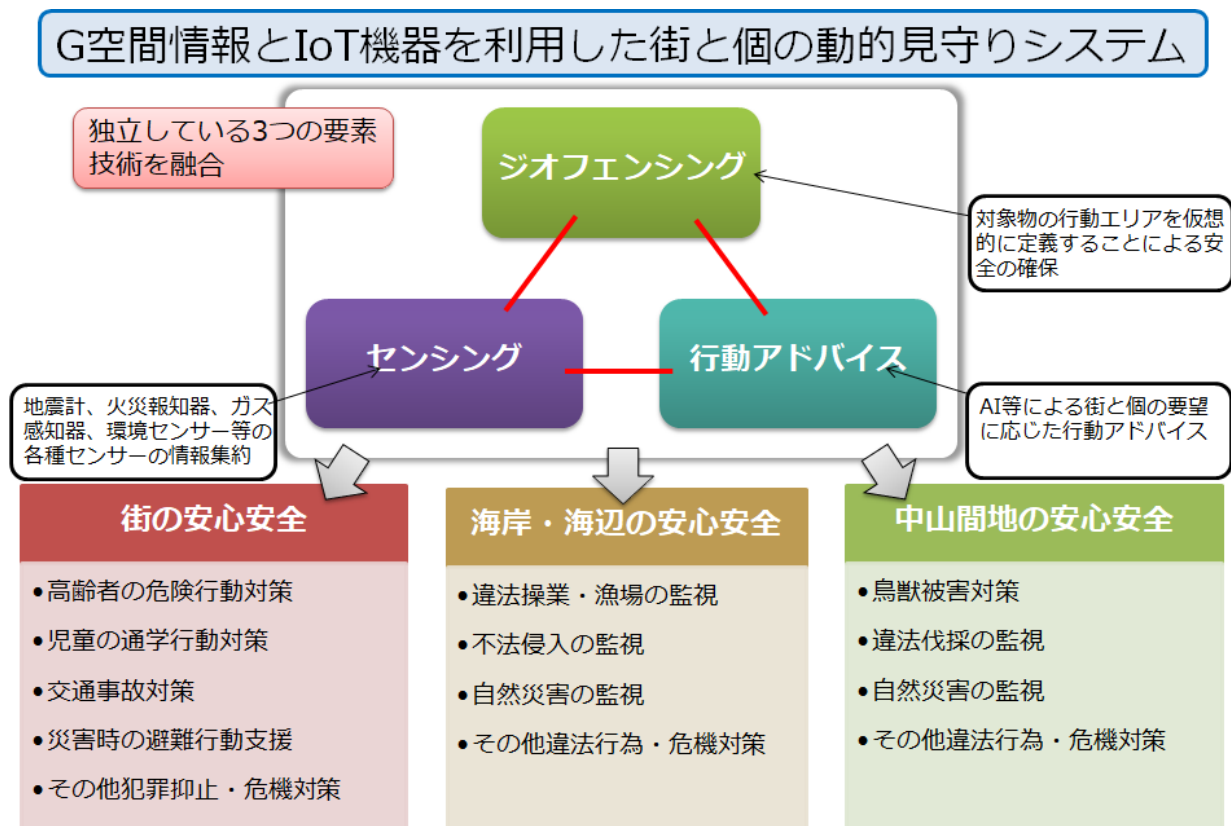 G空間情報とIoT機器を利用した街と個の動的見守りシステム
独立している3つの要素
技術を融合
ジオフェンシング
対象物の行動エリアを仮想
的に定義することによる安
全の確保
センシング
行動アドバイス
地震計、火災報知器、ガス
感知器、環境センサー等の
各種センサーの情報集約
AI等による街と個の要望
に応じた行動アドバイス
街の安心安全
•高齢者の危険行動対策
•児童の通学行動対策
•交通事故対策
•災害時の避難行動支援
•その他犯罪抑止・危機対策
海岸・海辺の安心安全
•違法操業・漁場の監視
•不法侵入の監視
•自然災害の監視
•その他違法行為・危機対策
中山間地の安心安全
•鳥獣被害対策
•違法伐採の監視
•自然災害の監視
•その他違法行為・危機対策